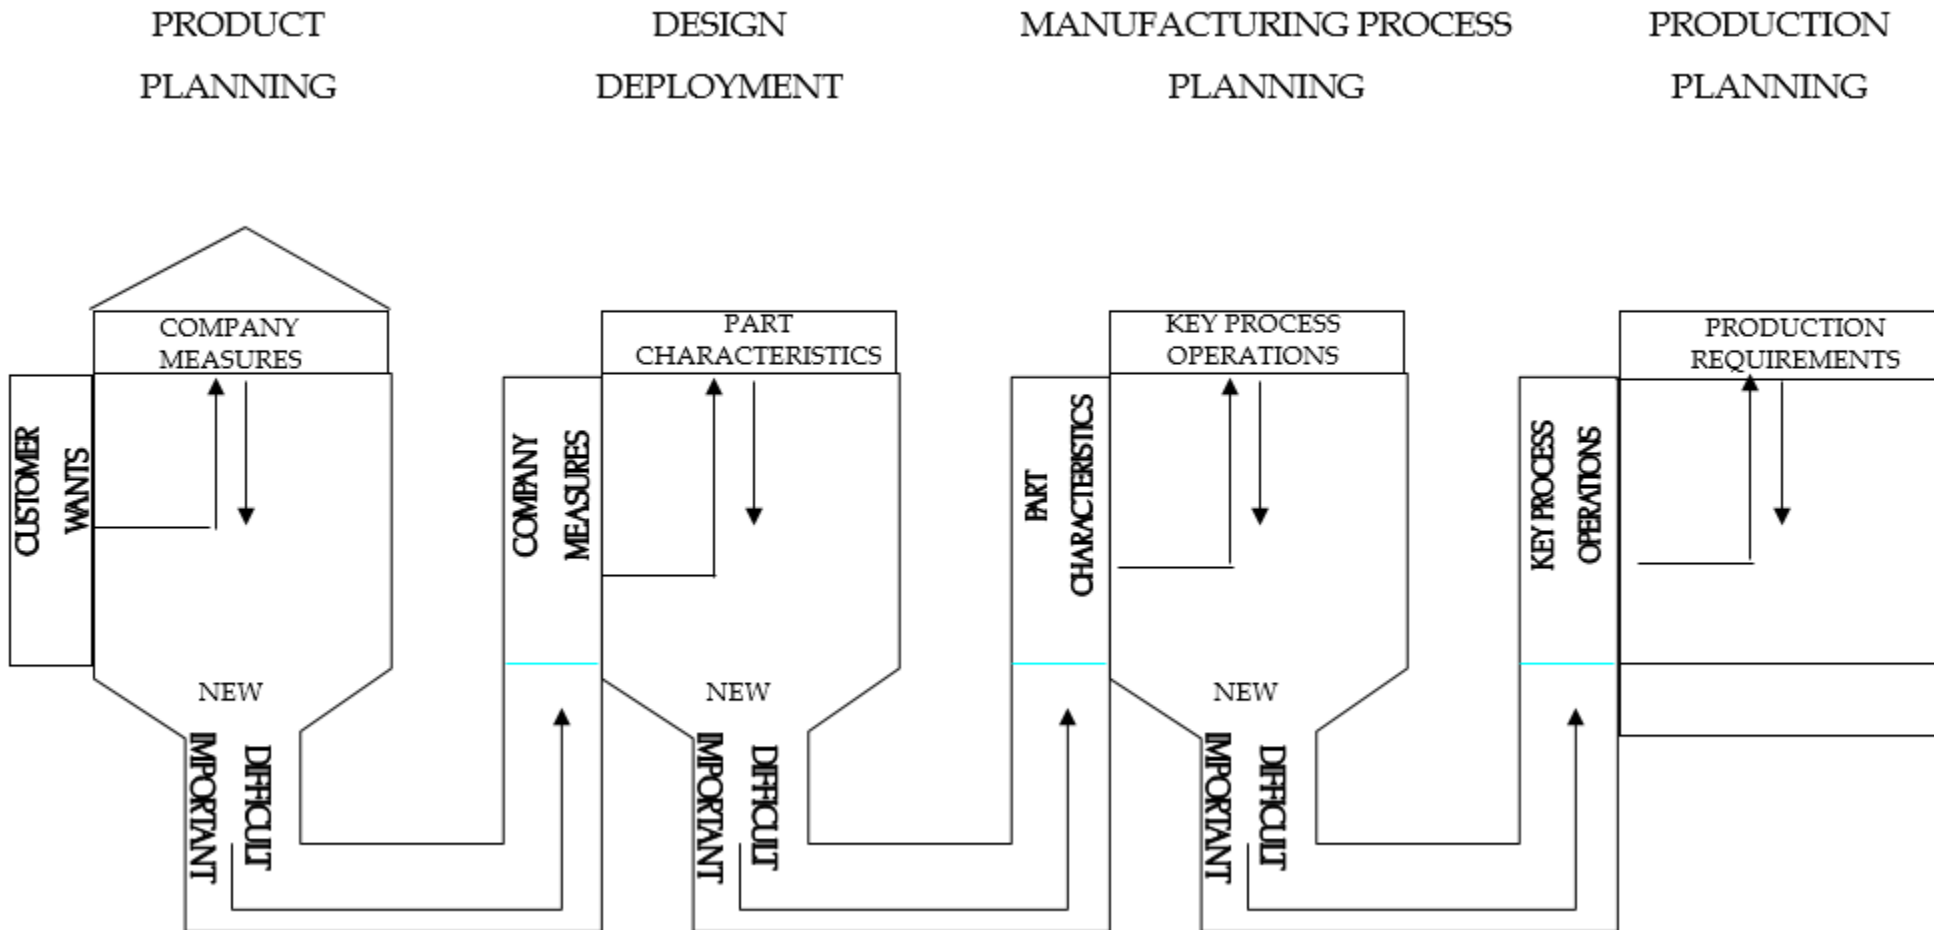 PRODUCT
PLANNING
DESIGN
DEPLOYMENT
MANUFACTURING PROCESS
PLANNING
PRODUCTION
PLANNING
COMPANY
MEASURES
CUSTOMER
WANTS
NEW
IMPORTANT
DIFFICULT
PART
CHARACTERISTICS
COMPANY
MEASURES
NEW
IMPORTANT
DIFFICULT
KEY PROCESS
OPERATIONS
PART
CHARACTERISTICS
NEW
IMPORTANT
DIFFICULT
PRODUCTION
REQUIREMENTS
KEY PROCESS
OPERATIONS